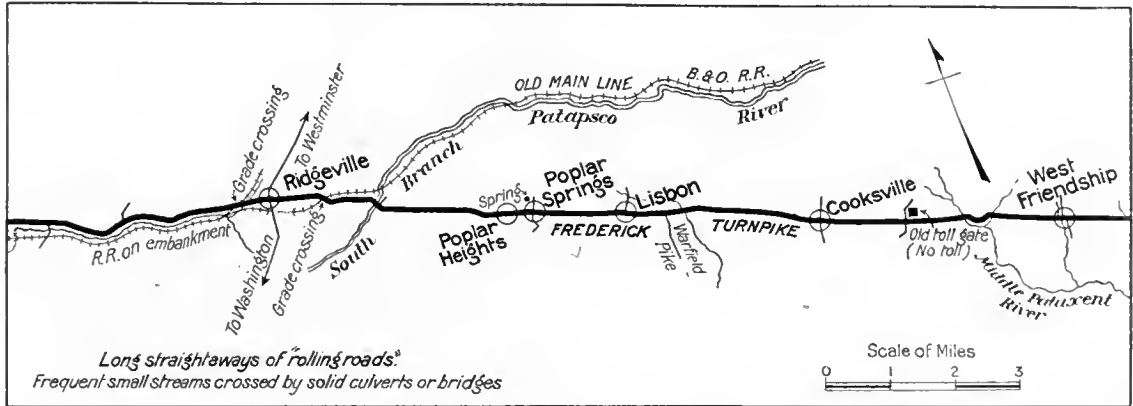 OLD MAIN LINE
B.&O. R.R.
Patapsco River
South Branch
Grade crossing
To Westminster
Ridgeville
R.R. on embankment
To Washington
Grade crossing
Spring
Poplar
Springs
Poplar
Heights
Lisbon
FREDERICK TURNPIKE
Warfield
Pike
Cooksville
Old toll gate
(No toll)
West
Friendship
Middle Patuxent
River
Long straightaways of "rolling roads."
Frequent small streams crossed by solid culverts or bridges
Scale of Miles
0 1 2 3